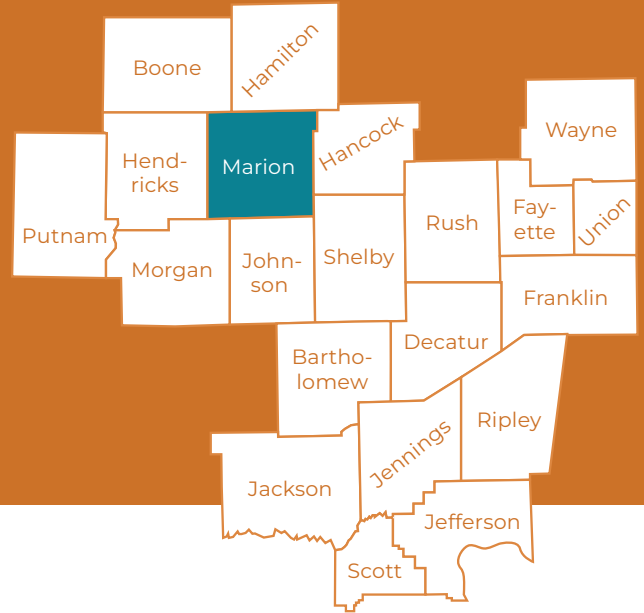 Boone
Hamilton
Hend-
ricks
Marion
Hancock
Wayne
Putnam
Morgan
John-
son
Shelby
Rush
Fay-
ette
Union
Franklin
Bartho-
lomew
Decatur
Ripley
Jennings
Jackson
Jefferson
Scott